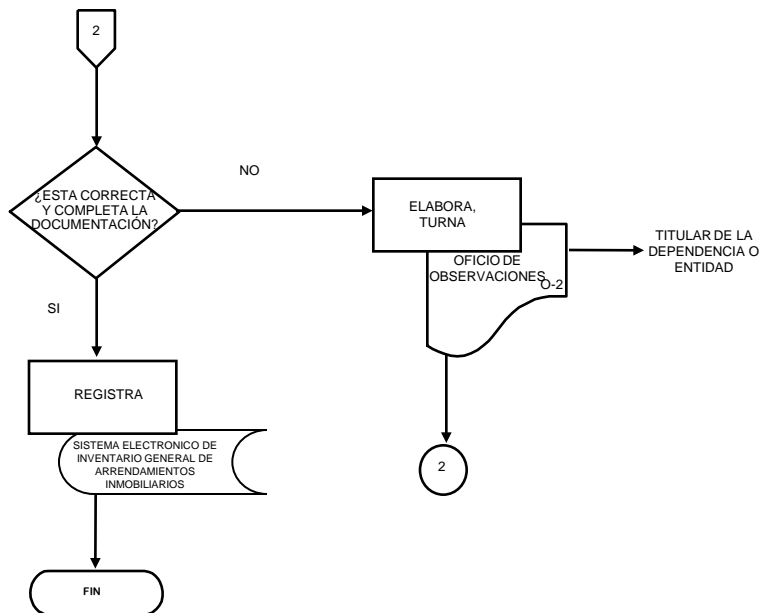 2
¿ESTA CORRECTA
Y COMPLETA LA
DOCUMENTACIÓN?
NO
ELABORA,
TURNA
OFICIO DE
OBSERVACIONES
O-2
TITULAR DE LA
DEPENDENCIA O
ENTIDAD
SI
REGISTRA
SISTEMA ELECTRONICO DE
INVENTARIO GENERAL DE
ARRENDAMIENTOS
INMOBILIARIOS
2
FIN